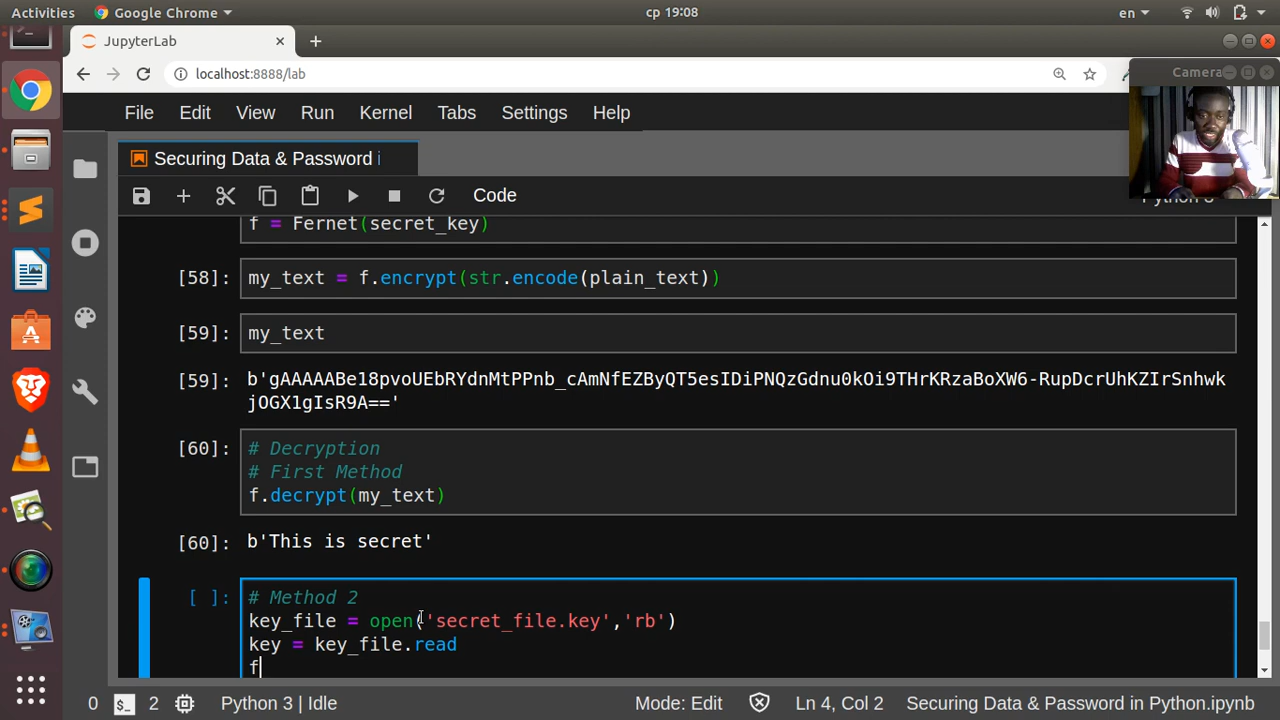 Activities Google Chrome ср 19:08 en
JupyterLab
Camera
localhost:8888/lab
File Edit View Run Kernel Tabs Settings Help
Securing Data & Password i
Code
f = Fernet(secret_key)
[58]: my_text = f.encrypt(str.encode(plain_text))
[59]: my_text
[59]: b'gAAAAABe18pvoUEbRYdnMtPPnb_cAmNfEZByQT5esIDiPNQzGdnu0kOi9THrKRzaBoXW6-RupDcrUhKZIrSnhwk
jOGX1gIsR9A=='
[60]: # Decryption
# First Method
f.decrypt(my_text)
[60]: b'This is secret'
[ ]: # Method 2
key_file = open('secret_file.key','rb')
key = key_file.read
f
0 $_ 2 Python 3 | Idle Mode: Edit Ln 4, Col 2 Securing Data & Password in Python.ipynb